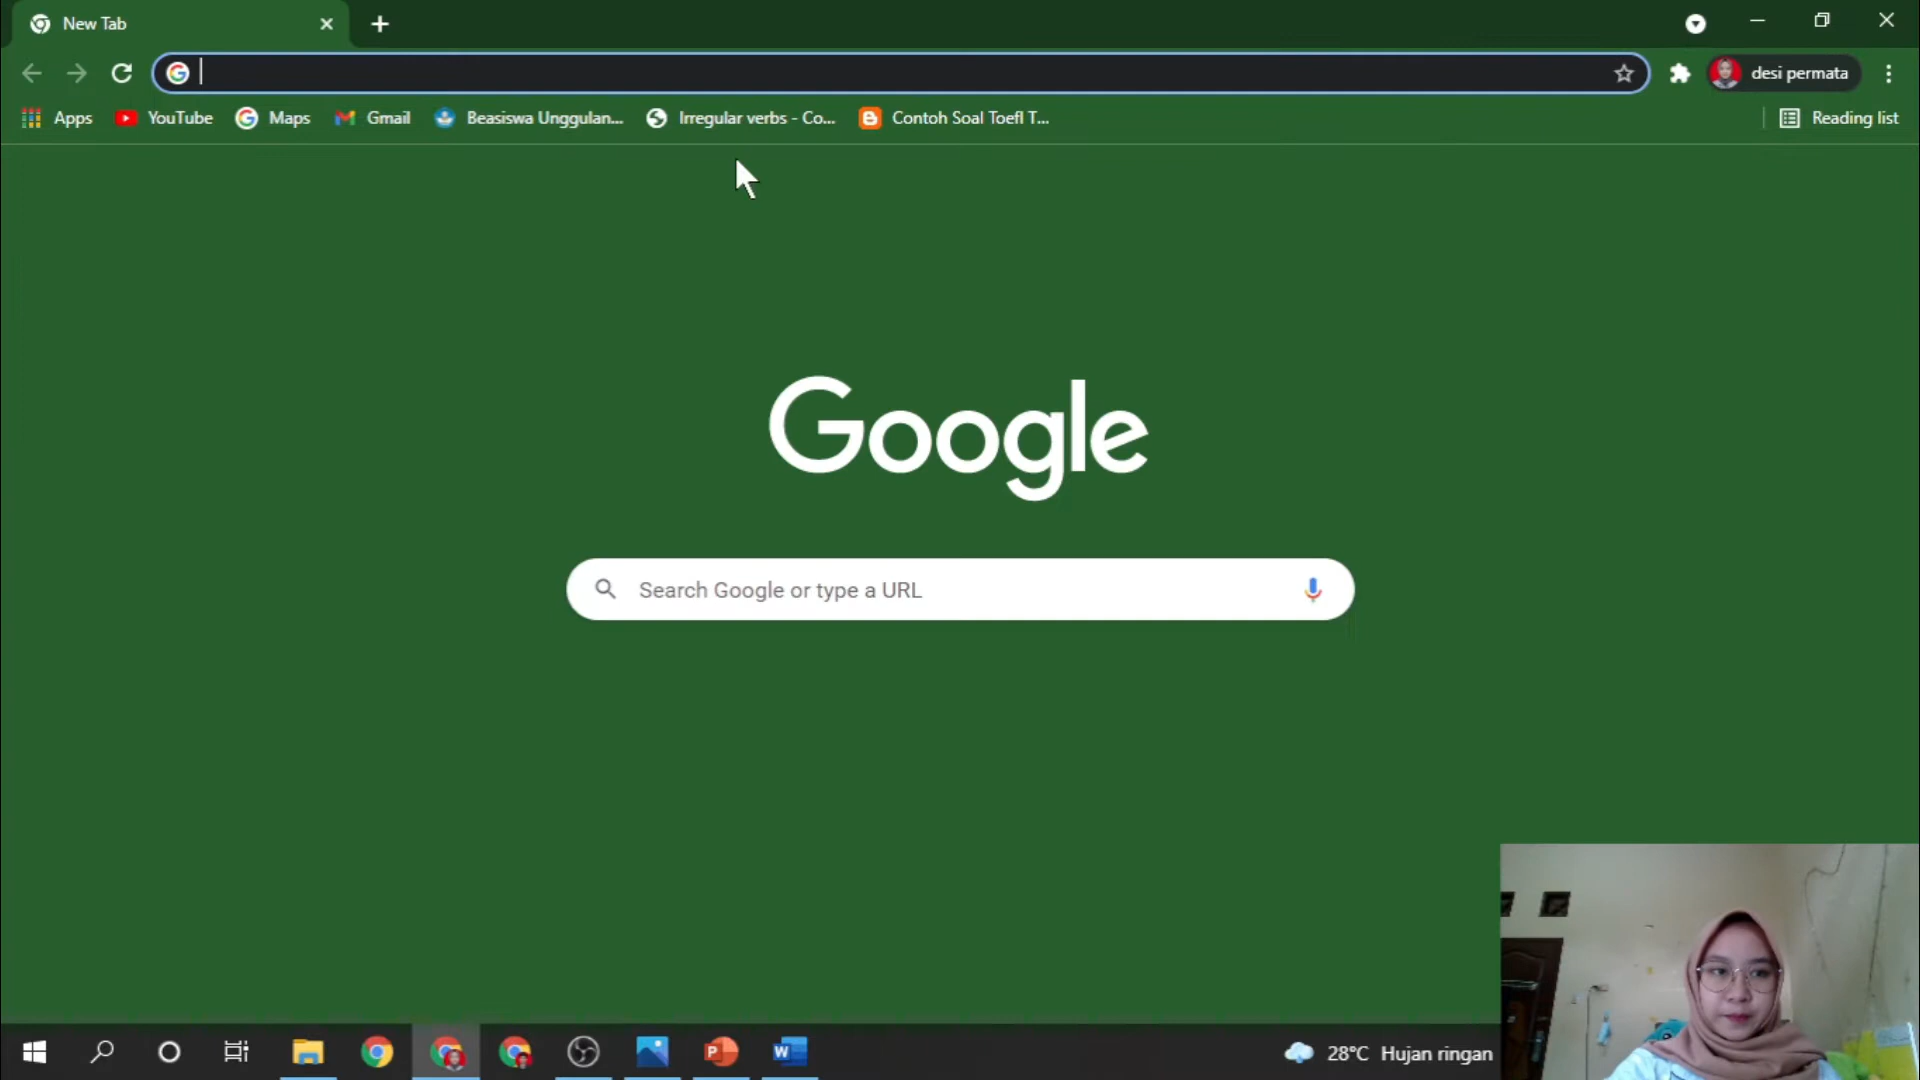 New Tab
desi permata
Apps YouTube Maps Gmail Beasiswa Unggulan... Irregular verbs - Co... Contoh Soal Toefl T... Reading list
Google
Search Google or type a URL
28°C Hujan ringan